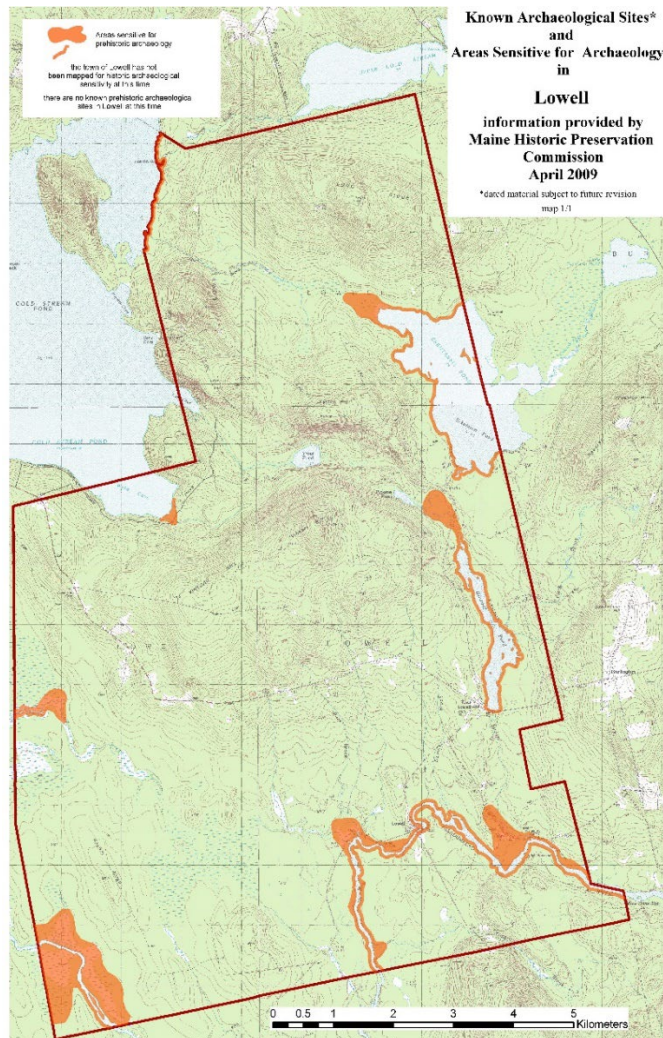 Known Archaeological Sites*
and
Areas Sensitive for Archaeology
in
Lowell
information provided by
Maine Historic Preservation
Commission
April 2009
*dated material subject to future revision
map 1/1
Areas sensitive for
prehistoric archaeology
the town of Lowell has not
been mapped for historic archaeological
sensitivity at this time
there are no known prehistoric archaeological
sites in Lowell at this time
COLD STREAM
POND
COLD STREAM POND
L O W E L L
0 0.5 1 2 3 4 5
Kilometers